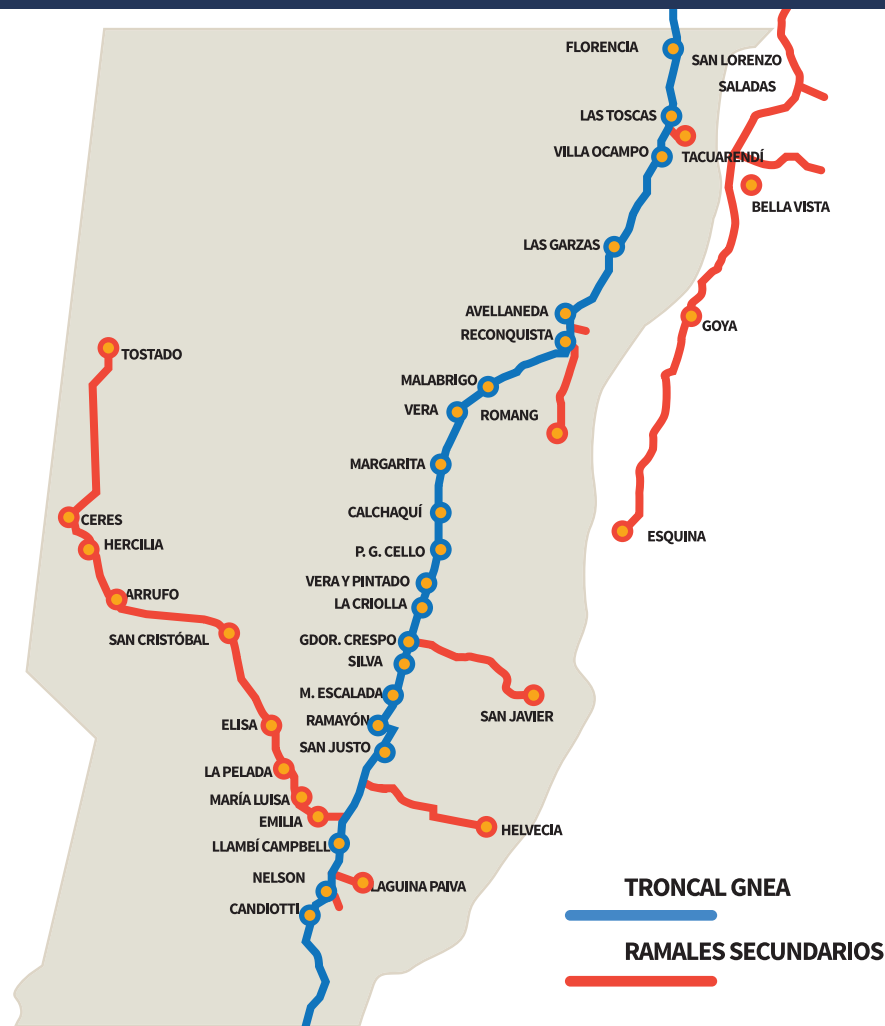 FLORENCIA
SAN LORENZO
SALADAS
LAS TOSCAS
VILLA OCAMPO
TACUARENDÍ
BELLA VISTA
LAS GARZAS
AVELLANEDA
RECONQUISTA
GOYA
TOSTADO
MALABRIGO
VERA
ROMANG
MARGARITA
CALCHAQUÍ
CERES
HERCILIA
ESQUINA
P. G. CELLO
VERA Y PINTADO
ARRUFO
LA CRIOLLA
SAN CRISTÓBAL
GDOR. CRESPO
SILVA
M. ESCALADA
SAN JAVIER
ELISA
RAMAYÓN
SAN JUSTO
LA PELADA
MARÍA LUISA
EMILIA
HELVECIA
LLAMBÍ CAMPBELL
NELSON
LAGUINA PAIVA
CANDIOTTI
TRONCAL GNEA
RAMALES SECUNDARIOS